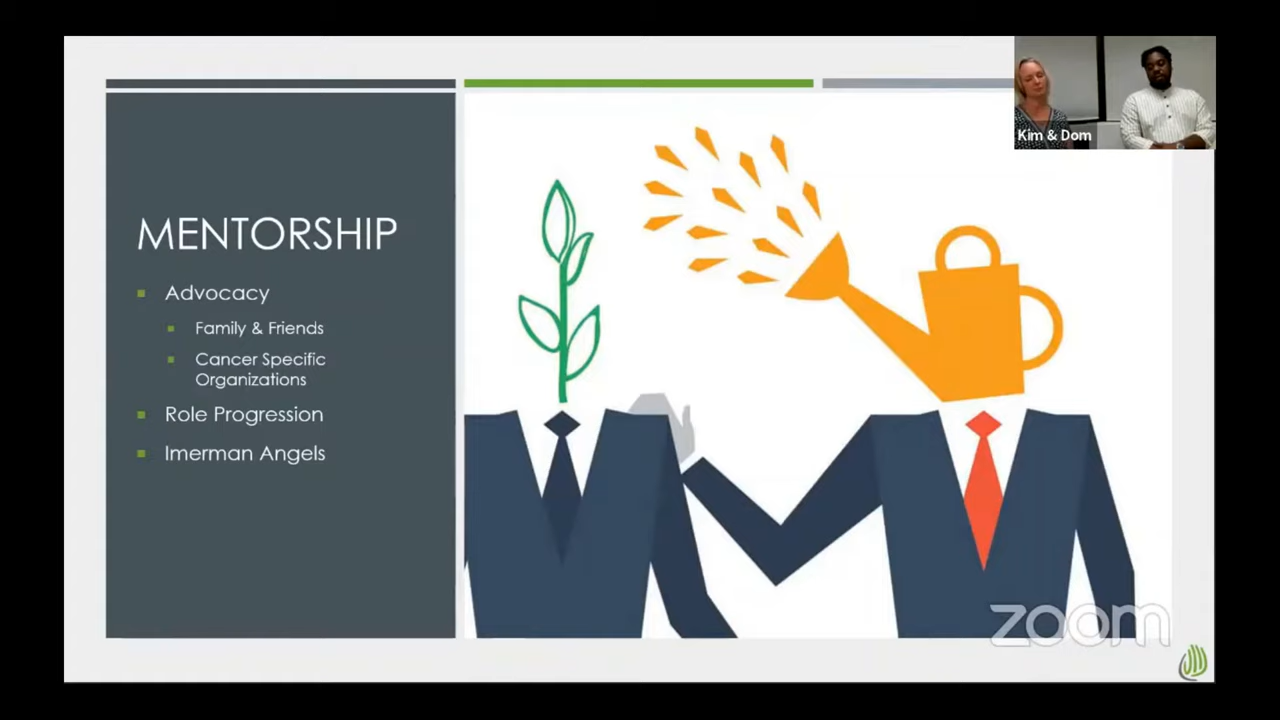 Kim & Dom
MENTORSHIP
Advocacy
Family & Friends
Cancer Specific
Organizations
Role Progression
Imerman Angels
zoom